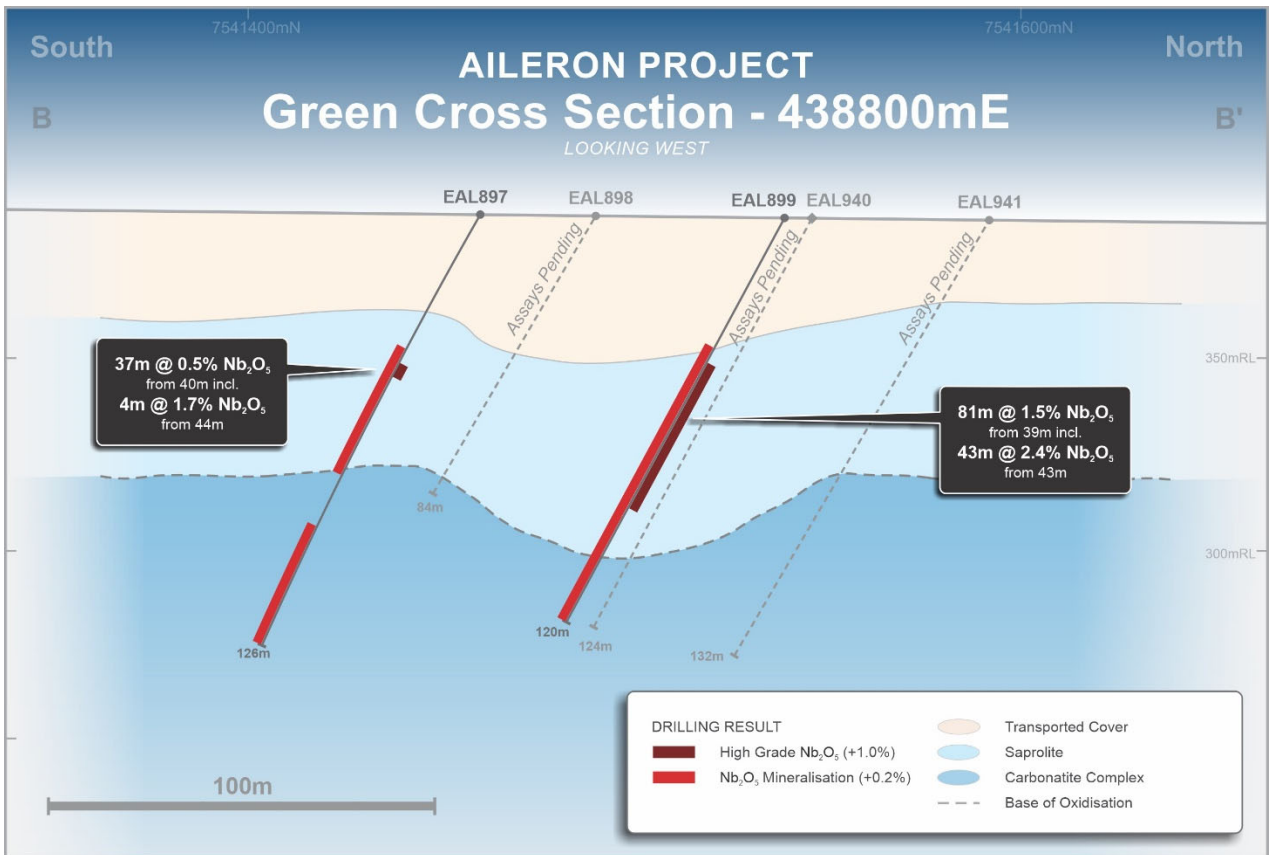 7541400mN
7541600mN
South
North
AILERON PROJECT
B
Green Cross Section - 438800mE
B'
LOOKING WEST
EAL897
EAL898
EAL899
EAL940
EAL941
Assays Pending
Assays Pending
Assays Pending
37m @ 0.5% Nb₂O₅
from 40m incl.
4m @ 1.7% Nb₂O₅
from 44m
350mRL
81m @ 1.5% Nb₂O₅
from 39m incl.
43m @ 2.4% Nb₂O₅
from 43m
84m
300mRL
126m
120m
124m
132m
DRILLING RESULT
High Grade Nb₂O₅ (+1.0%)
Nb₂O₅ Mineralisation (+0.2%)
Transported Cover
Saprolite
Carbonatite Complex
Base of Oxidisation
100m